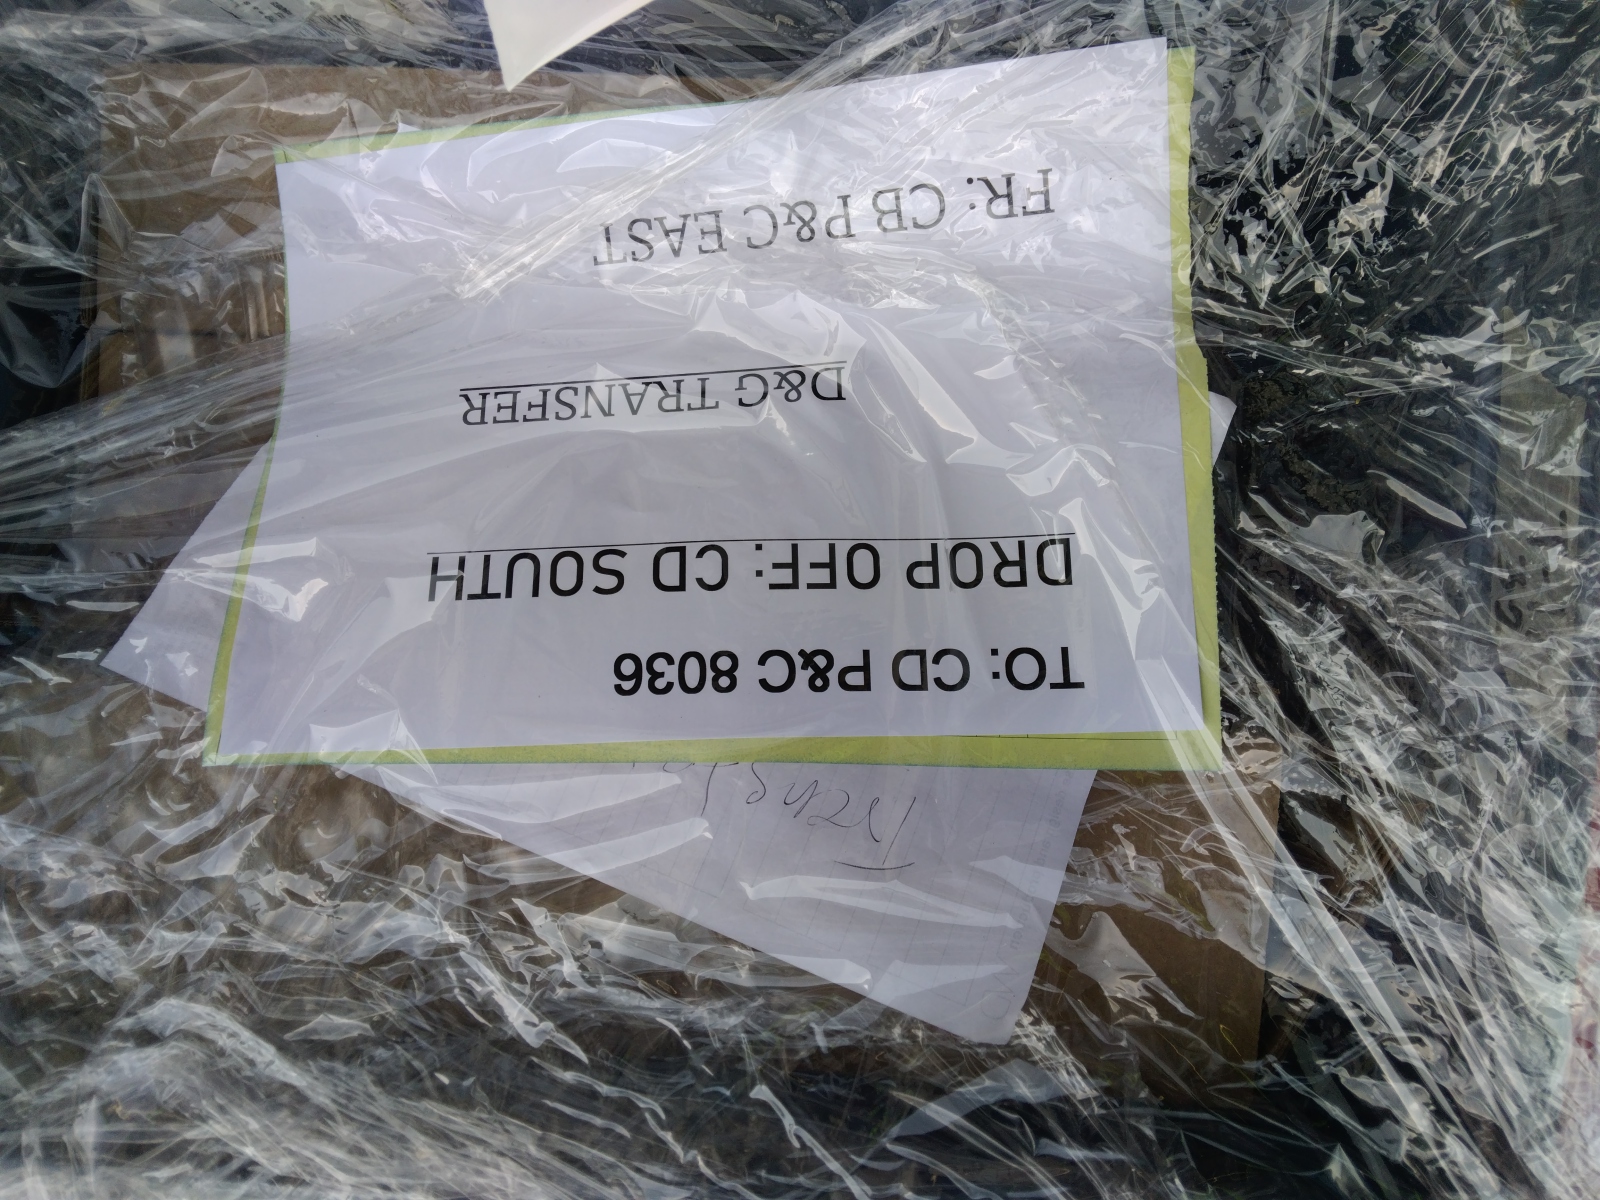 TO: CD P&C 8036
DROP OFF: CD SOUTH
D&G TRANSFER
FR: CB P&C EAST